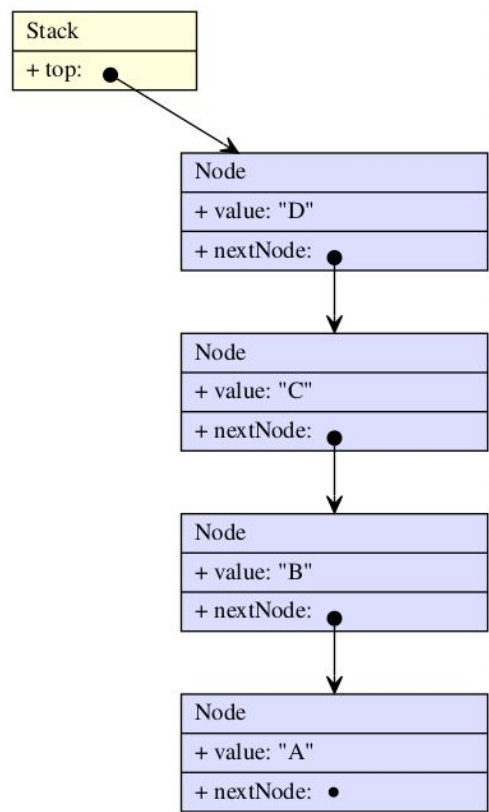 Stack
+ top:
Node
+ value: "D"
+ nextNode:
Node
+ value: "C"
+ nextNode:
Node
+ value: "B"
+ nextNode:
Node
+ value: "A"
+ nextNode: